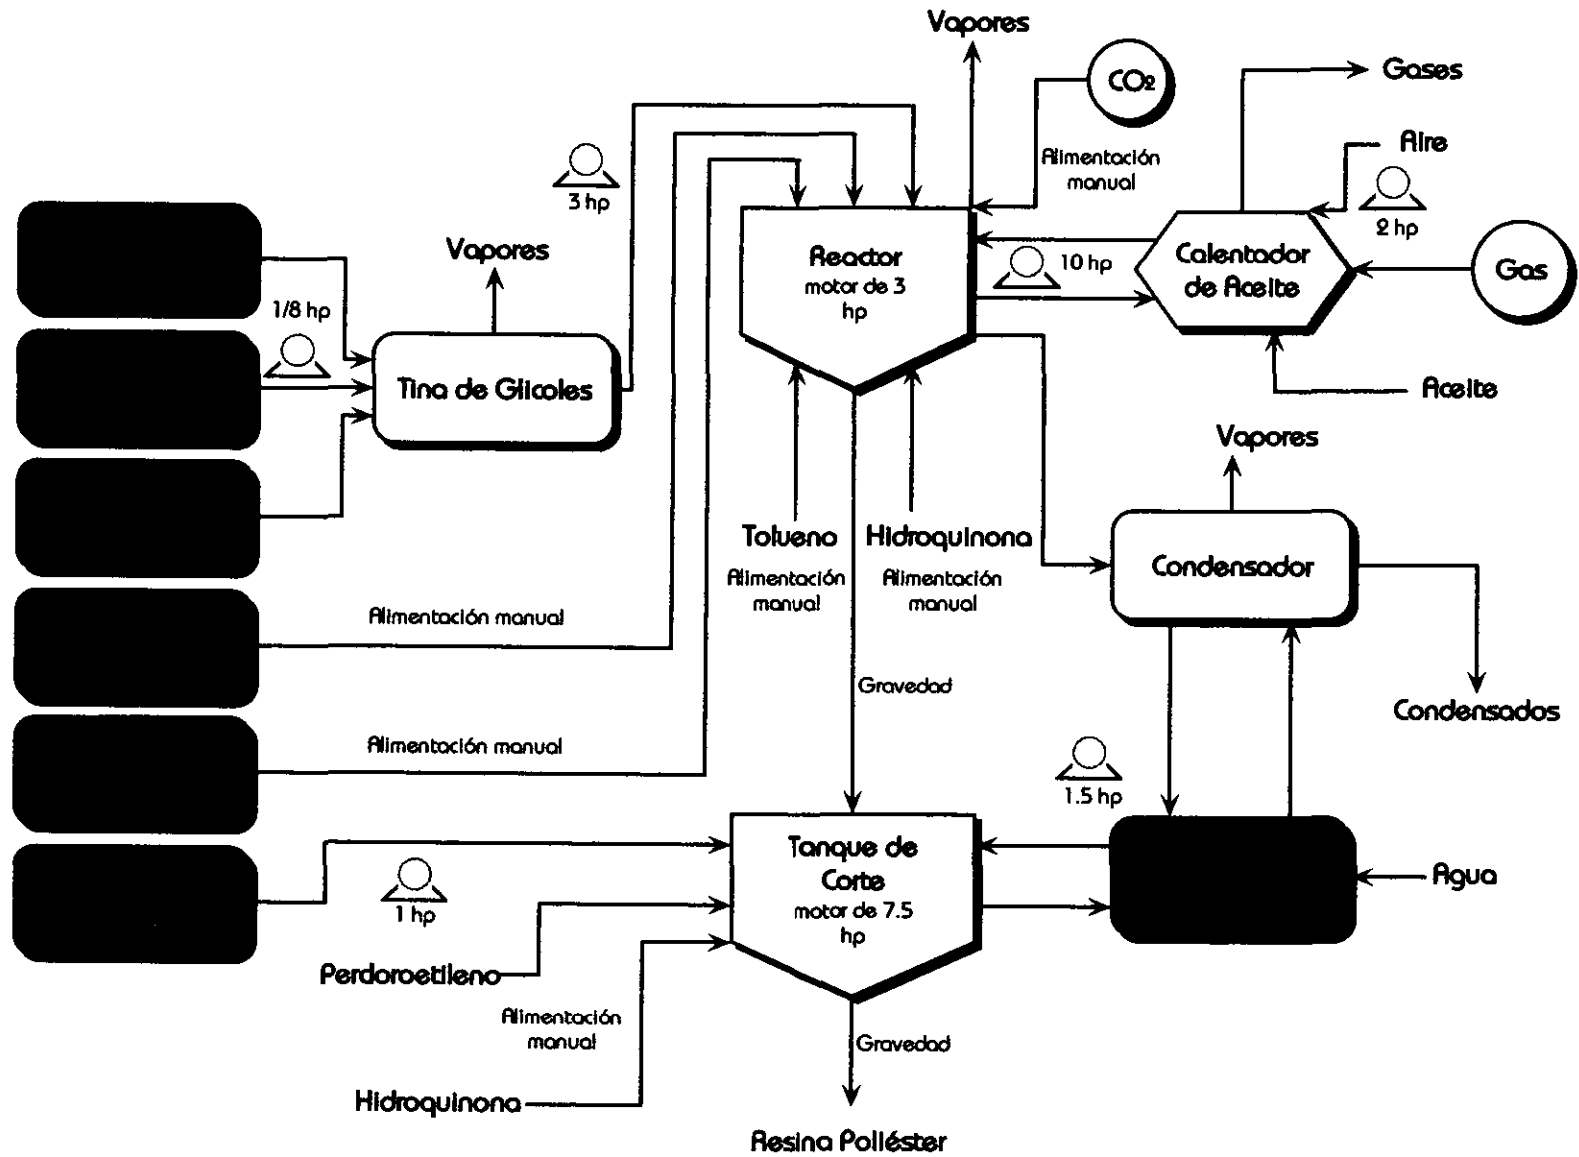 Vapores
CO2
Gases
Aire
Alimentación
manual
3 hp
2 hp
Vapores
Reactor
motor de 3
hp
10 hp
Calentador
de Aceite
Gas
1/8 hp
Tina de Glicoles
Aceite
Vapores
Tolueno
Hidroquinona
Alimentación
manual
Alimentación
manual
Condensador
Alimentación manual
Gravedad
Condensados
Alimentación manual
1.5 hp
Tanque de
Corte
motor de 7.5
hp
Agua
1 hp
Perdoroetileno
Alimentación
manual
Gravedad
Hidroquinona
Resina Poliéster